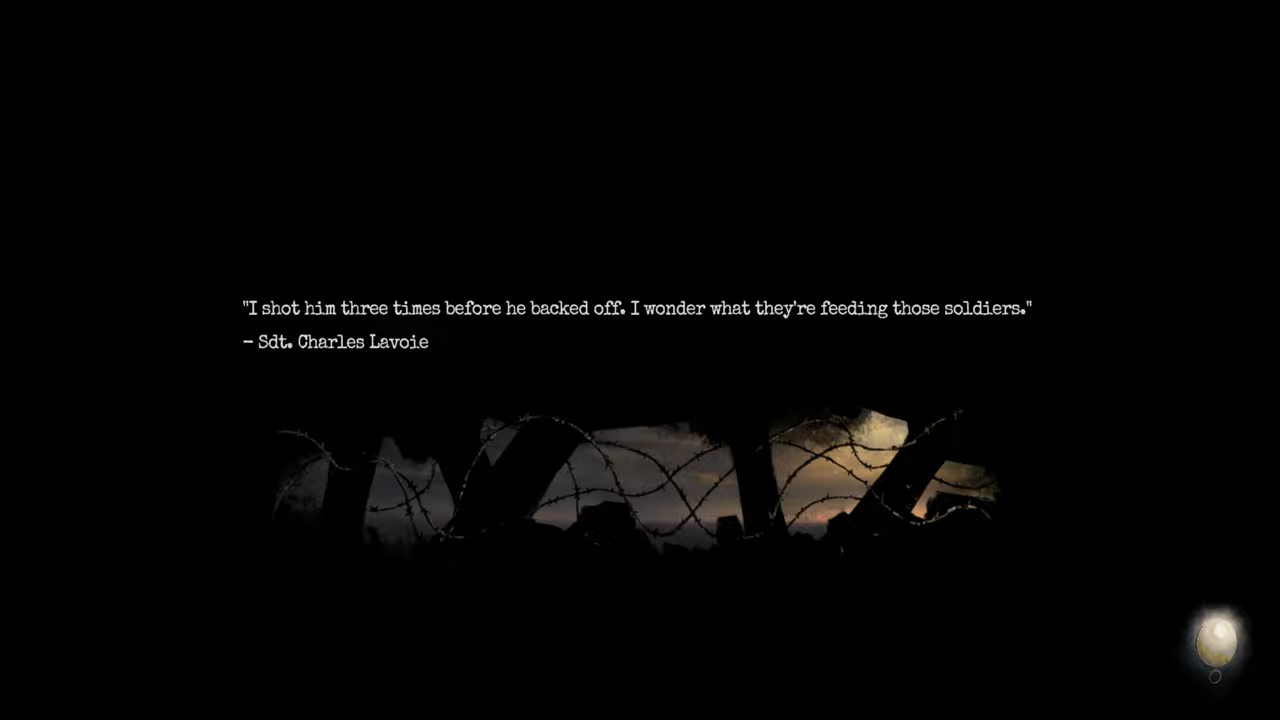 "I shot him three times before he backed off. I wonder what they're feeding those soldiers."
- Sdt. Charles Lavoie